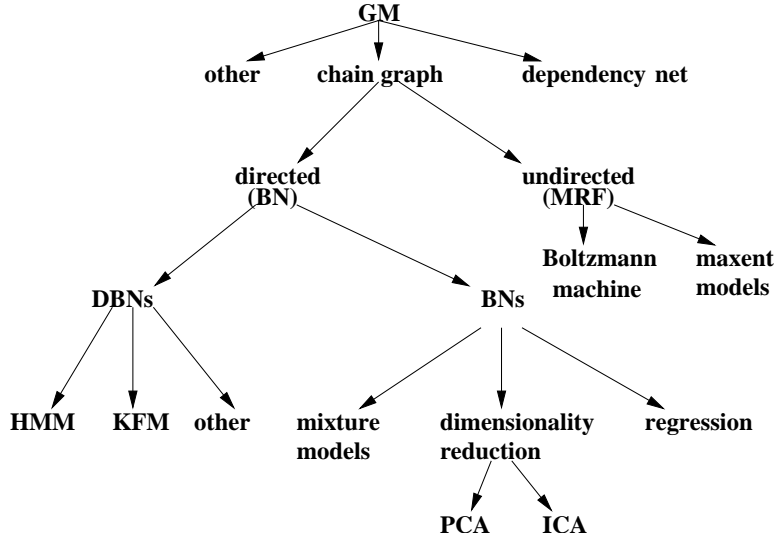 GM
other
chain graph
dependency net
directed
(BN)
undirected
(MRF)
Boltzmann
machine
maxent
models
DBNs
BNs
HMM
KFM
other
mixture
models
dimensionality
reduction
regression
PCA
ICA